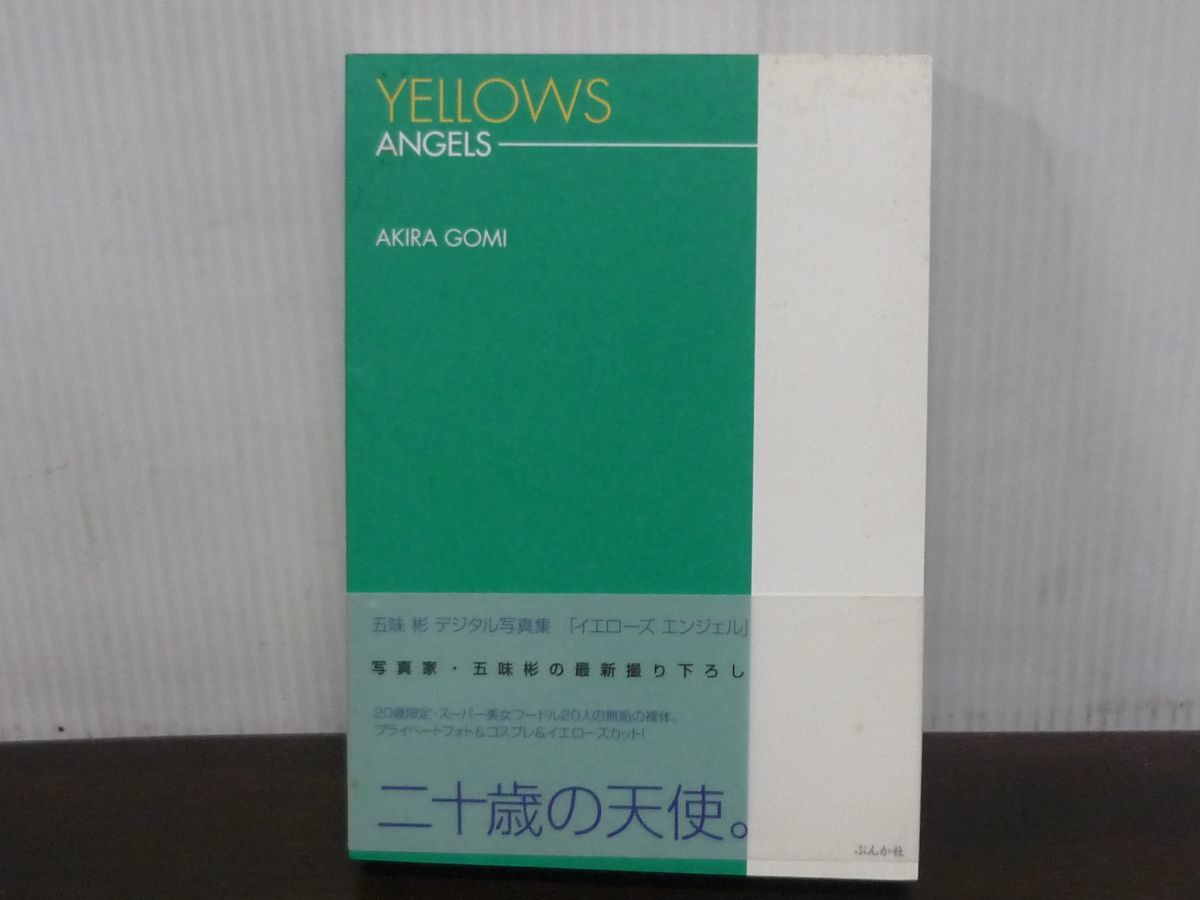 YELLOWS
ANGELS
AKIRA GOMI
五味 彬 デジタル写真集 「イエローズ エンジェル」
写真家・五味彬の最新撮り下ろし
20歳限定・スーパー美女フードル20人の無垢の裸体。
プライベートフォト&コスプレ&イエローズカット!
二十歳の天使。
ぶんか社